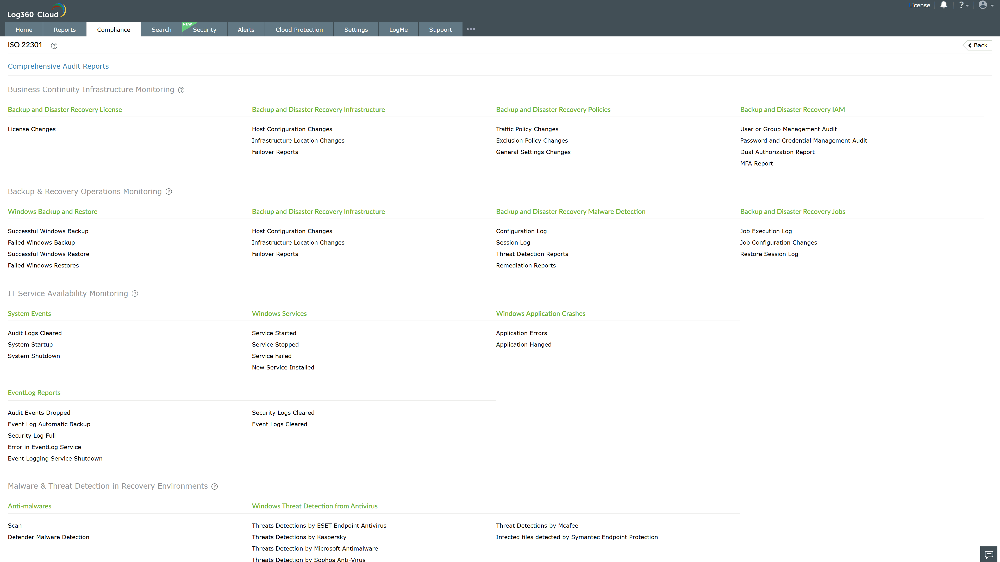 Log360 Cloud
License
?
Home
Reports
Compliance
Search
NEW
Security
Alerts
Cloud Protection
Settings
LogMe
Support
ISO 22301 ?
Back
Comprehensive Audit Reports
Business Continuity Infrastructure Monitoring ?
Backup and Disaster Recovery License
License Changes
Backup and Disaster Recovery Infrastructure
Host Configuration Changes
Infrastructure Location Changes
Failover Reports
Backup and Disaster Recovery Policies
Traffic Policy Changes
Exclusion Policy Changes
General Settings Changes
Backup and Disaster Recovery IAM
User or Group Management Audit
Password and Credential Management Audit
Dual Authorization Report
MFA Report
Backup & Recovery Operations Monitoring ?
Windows Backup and Restore
Successful Windows Backup
Failed Windows Backup
Successful Windows Restore
Failed Windows Restores
Backup and Disaster Recovery Infrastructure
Host Configuration Changes
Infrastructure Location Changes
Failover Reports
Backup and Disaster Recovery Malware Detection
Configuration Log
Session Log
Threat Detection Reports
Remediation Reports
Backup and Disaster Recovery Jobs
Job Execution Log
Job Configuration Changes
Restore Session Log
IT Service Availability Monitoring ?
System Events
Audit Logs Cleared
System Startup
System Shutdown
Windows Services
Service Started
Service Stopped
Service Failed
New Service Installed
Windows Application Crashes
Application Errors
Application Hanged
EventLog Reports
Audit Events Dropped
Event Log Automatic Backup
Security Log Full
Error in EventLog Service
Event Logging Service Shutdown
Security Logs Cleared
Event Logs Cleared
Malware & Threat Detection in Recovery Environments ?
Anti-malwares
Scan
Defender Malware Detection
Windows Threat Detection from Antivirus
Threats Detections by ESET Endpoint Antivirus
Threats Detections by Kaspersky
Threats Detection by Microsoft Antimalware
Threats Detection by Sophos Anti-Virus
Threat Detections by Mcafee
Infected files detected by Symantec Endpoint Protection